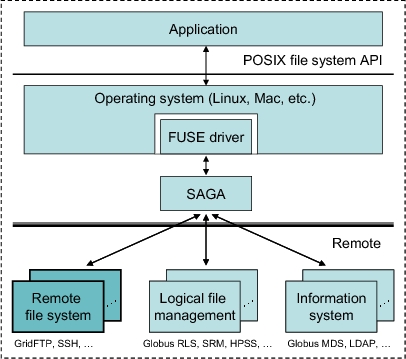 Application
POSIX file system API
Operating system (Linux, Mac, etc.)
FUSE driver
SAGA
Remote
Remote
file system
Logical file
management
Information
system
GridFTP, SSH, ...
Globus RLS, SRM, HPSS, ...
Globus MDS, LDAP, ...